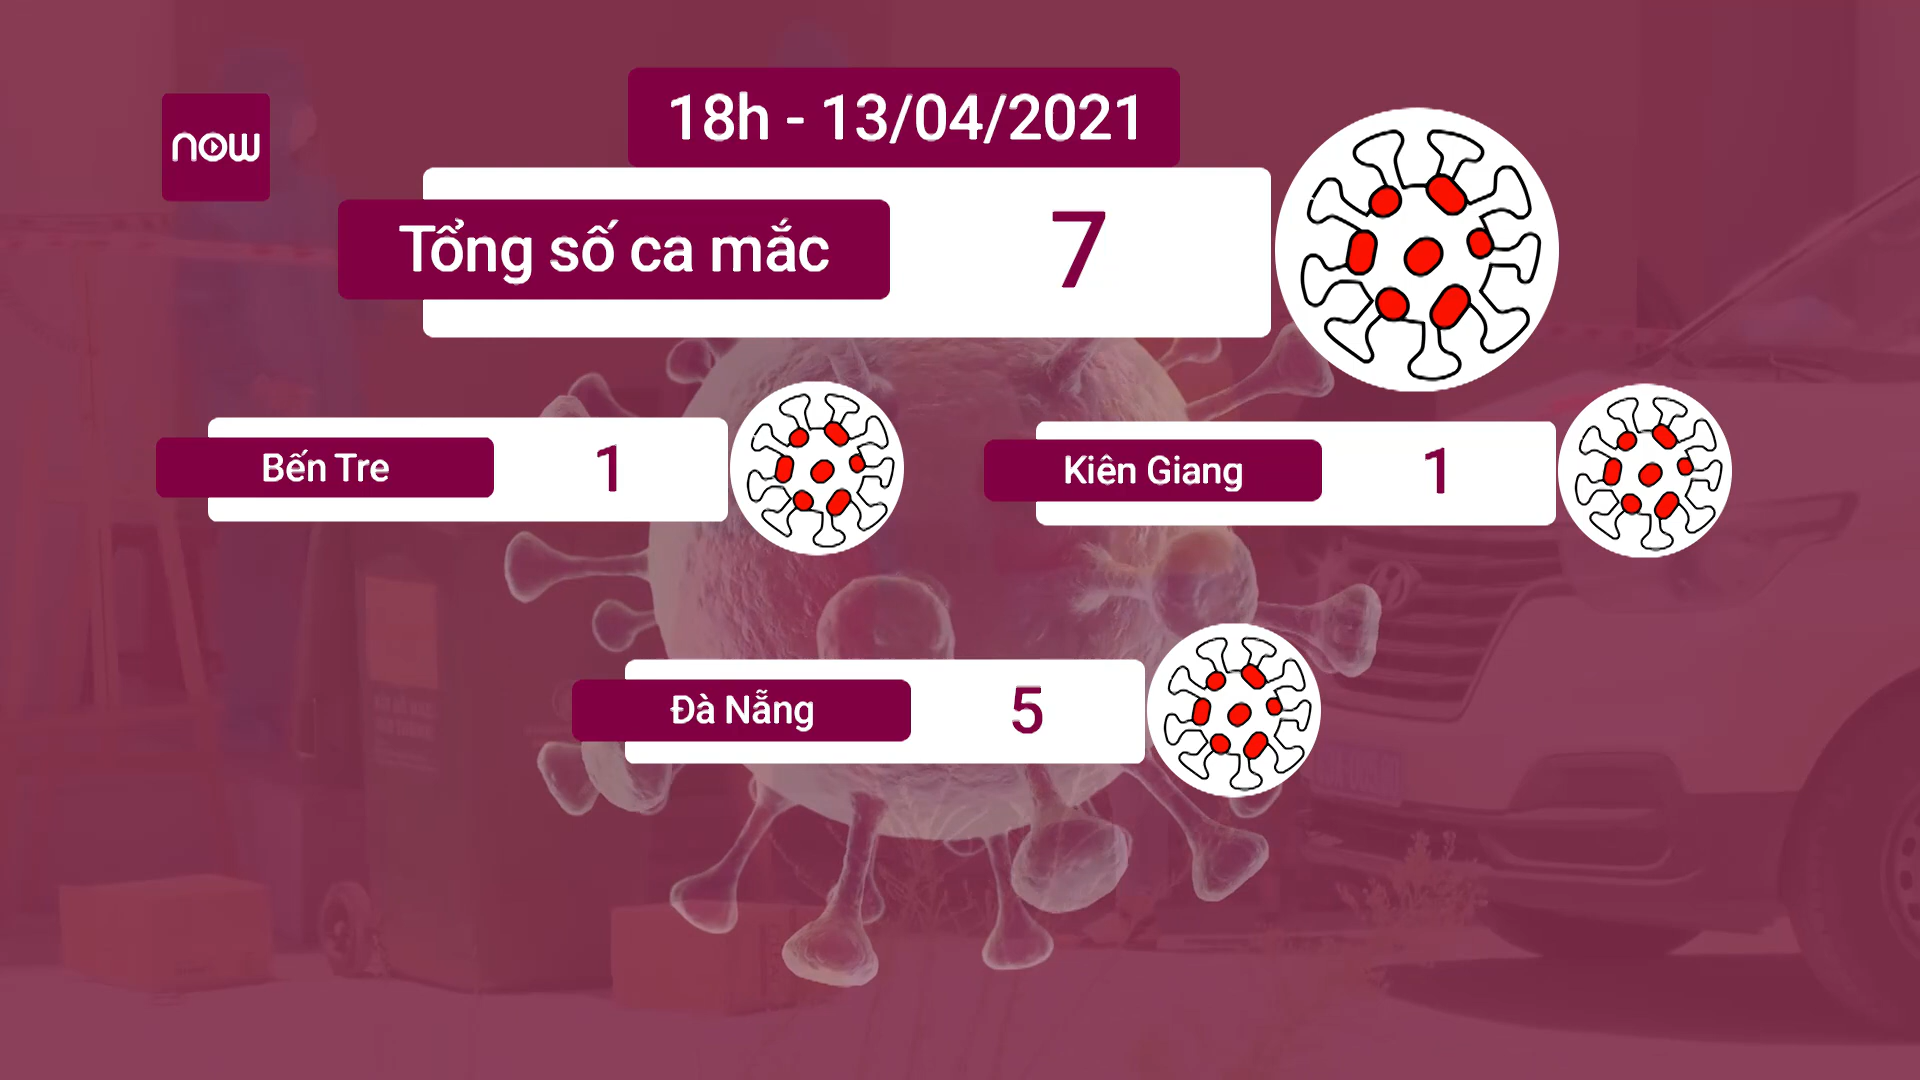 now
18h - 13/04/2021
Tổng số ca mắc
7
Bến Tre
1
Kiên Giang
1
Đà Nẵng
5